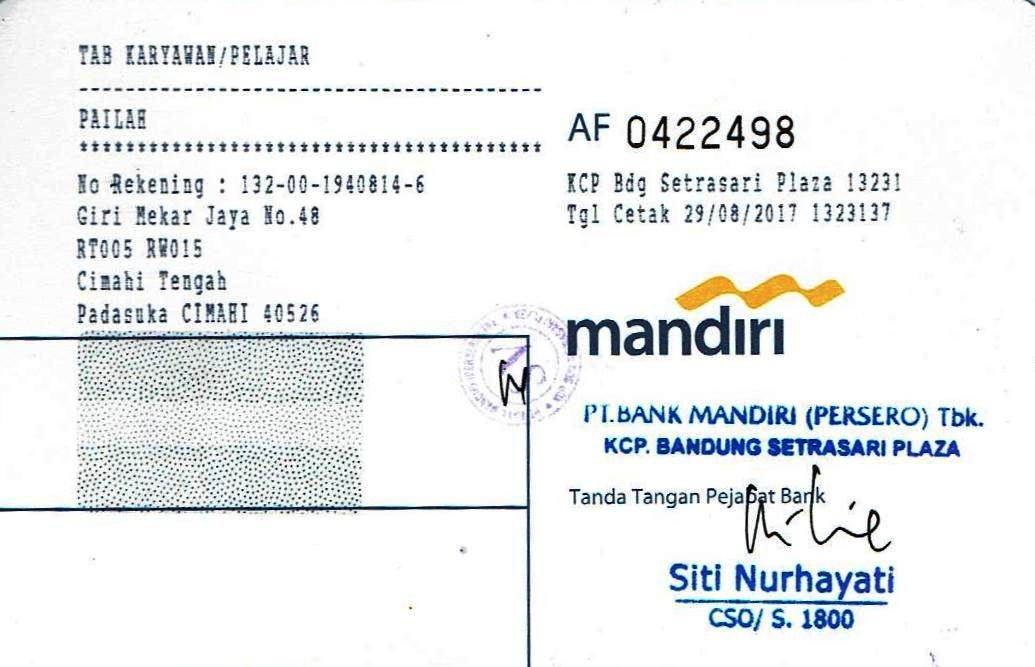 TAB KARYAWAN/PELAJAR
----------------------------------------
PAILAH
****************************************
No Rekening : 132-00-1940814-6
Giri Mekar Jaya No.48
RT005 RW015
Cimahi Tengah
Padasuka CIMAHI 40526
AF 0422498
KCP Bdg Setrasari Plaza 13231
Tgl Cetak 29/08/2017 1323137
mandiri
PT.BANK MANDIRI (PERSERO) Tbk.
KCP. BANDUNG SETRASARI PLAZA
Tanda Tangan Pejabat Bank
Siti Nurhayati
CSO/ S. 1800